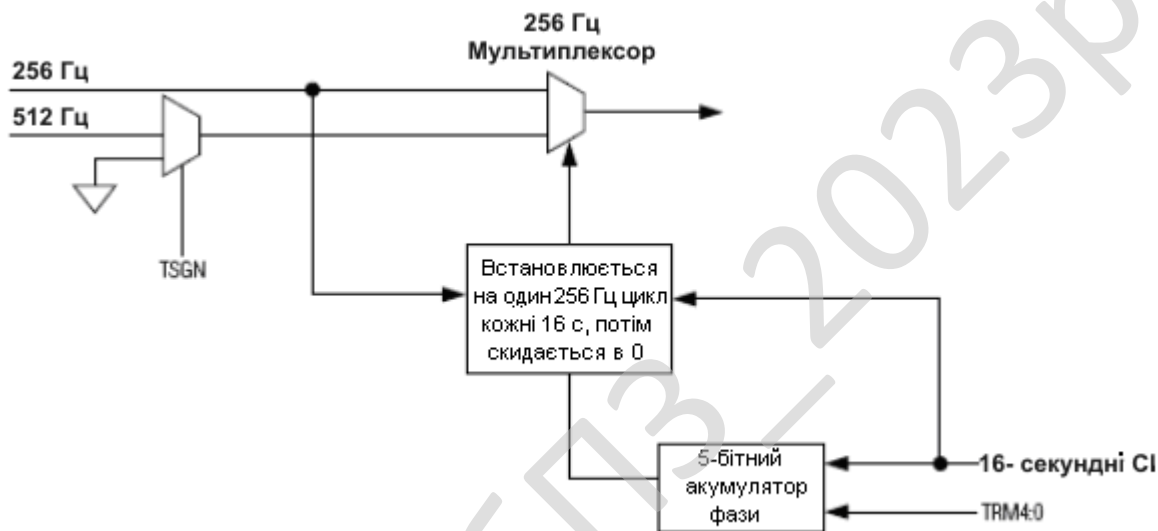 256 Гц
Мультиплексор
256 Гц
512 Гц
TSGN
Встановлюється
на один 256 Гц цикл
кожні 16 с, потім
скидається в 0
5-бітний
акумулятор
фази
16- секундні СІ
TRM4:0
ПЗ_2023р